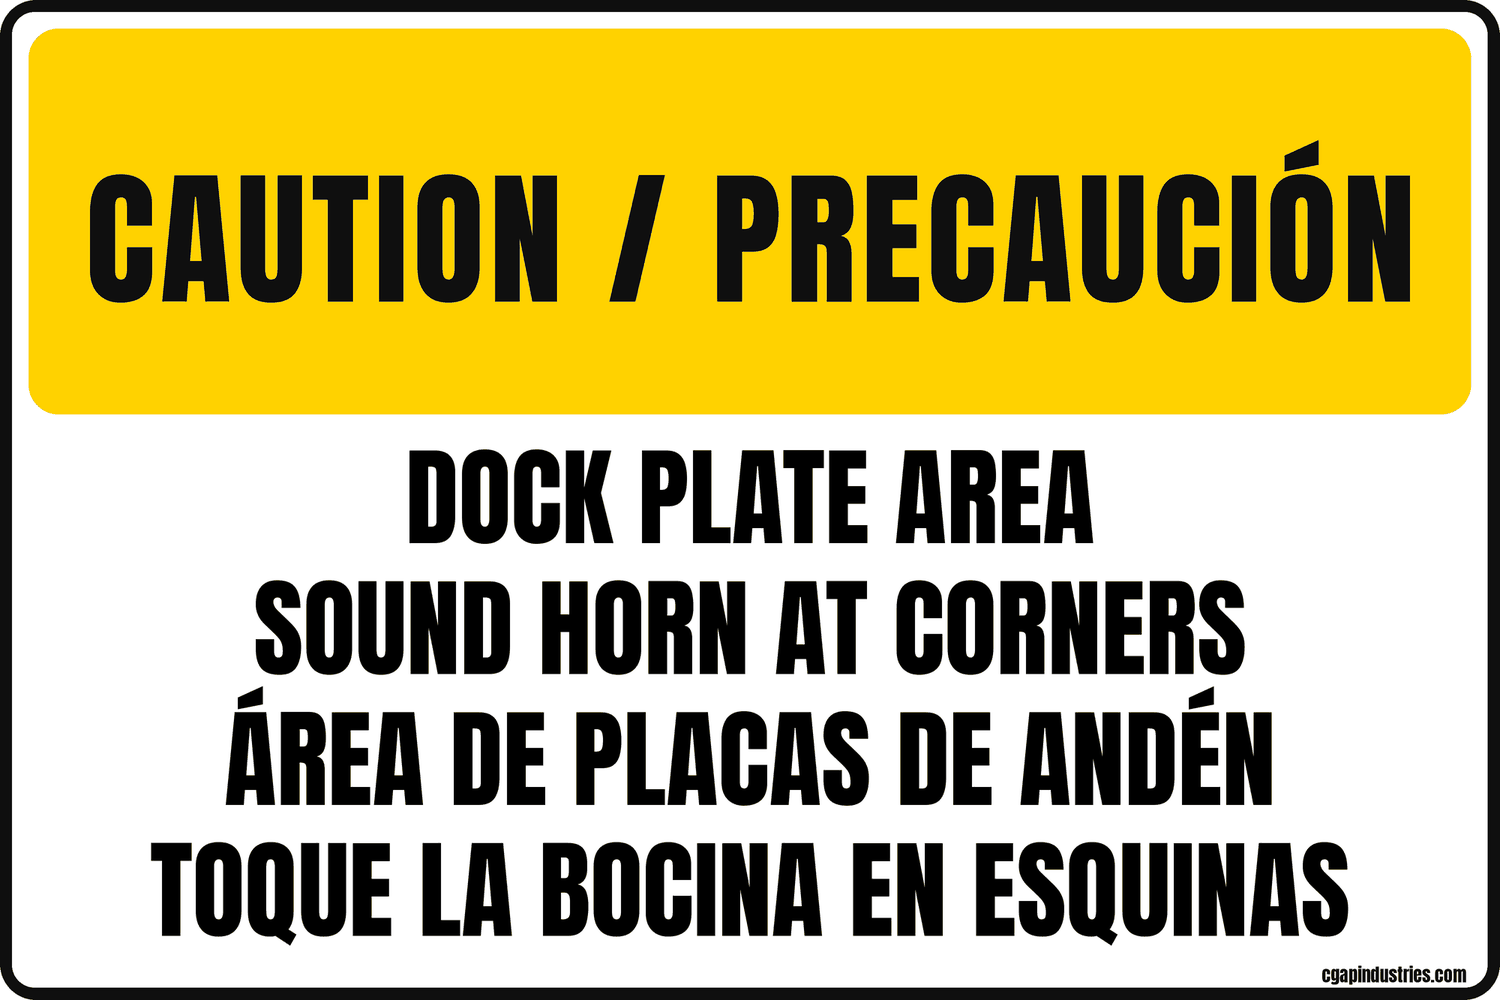 CAUTION / PRECAUCIÓN
DOCK PLATE AREA
SOUND HORN AT CORNERS
ÁREA DE PLACAS DE ANDÉN
TOQUE LA BOCINA EN ESQUINAS
cgapindustries.com